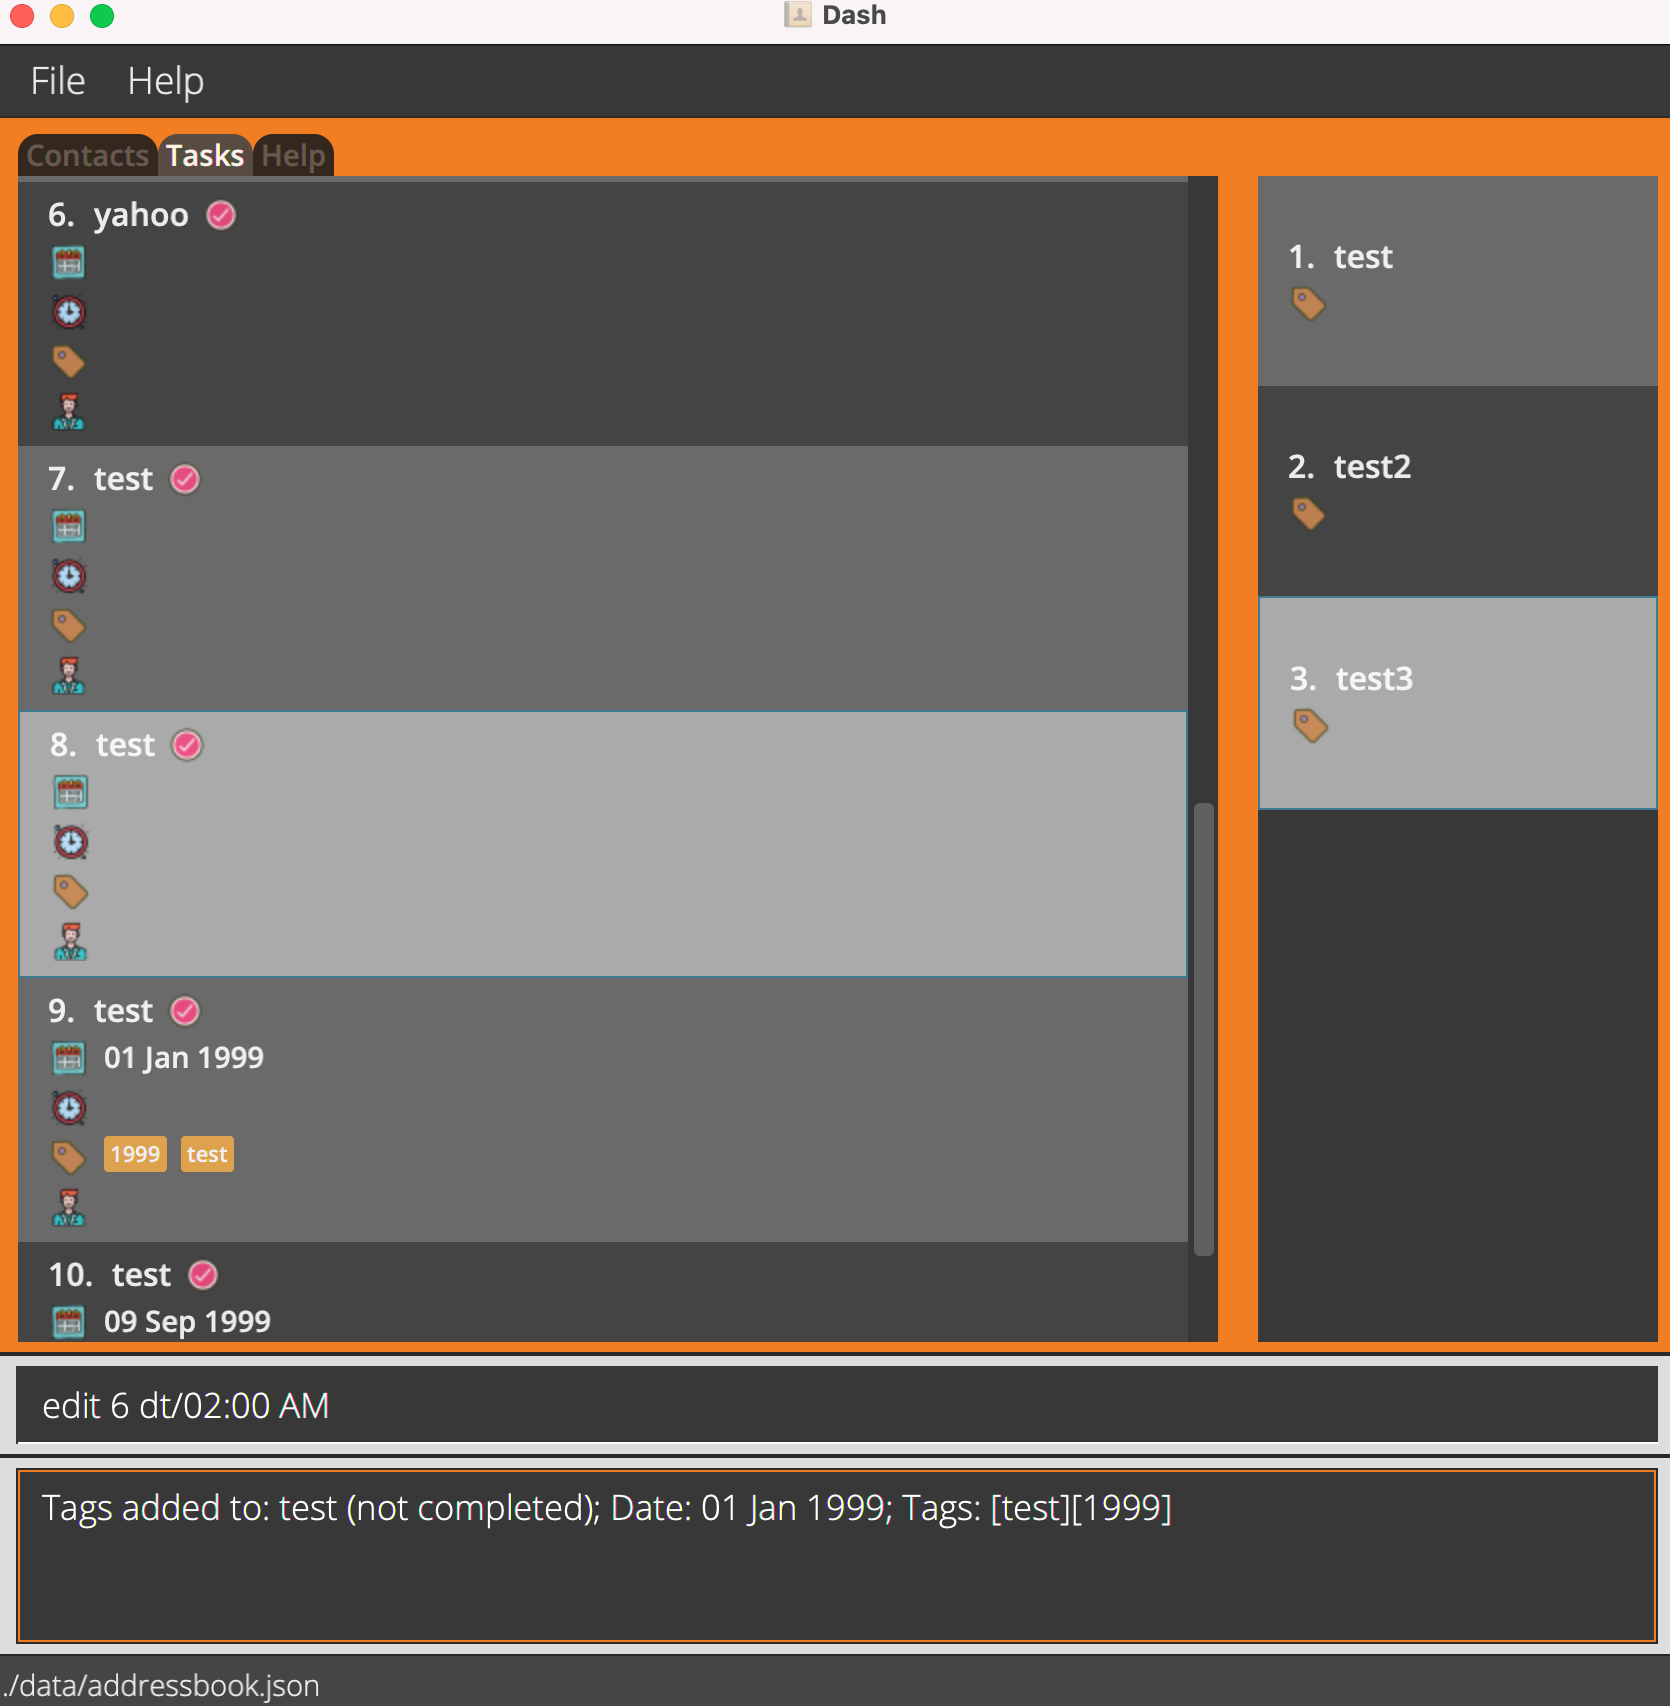 Dash
File Help
Contacts Tasks Help
6. yahoo
7. test
8. test
9. test
01 Jan 1999
1999 test
10. test
09 Sep 1999
1. test
2. test2
3. test3
edit 6 dt/02:00 AM
Tags added to: test (not completed); Date: 01 Jan 1999; Tags: [test][1999]
./data/addressbook.json